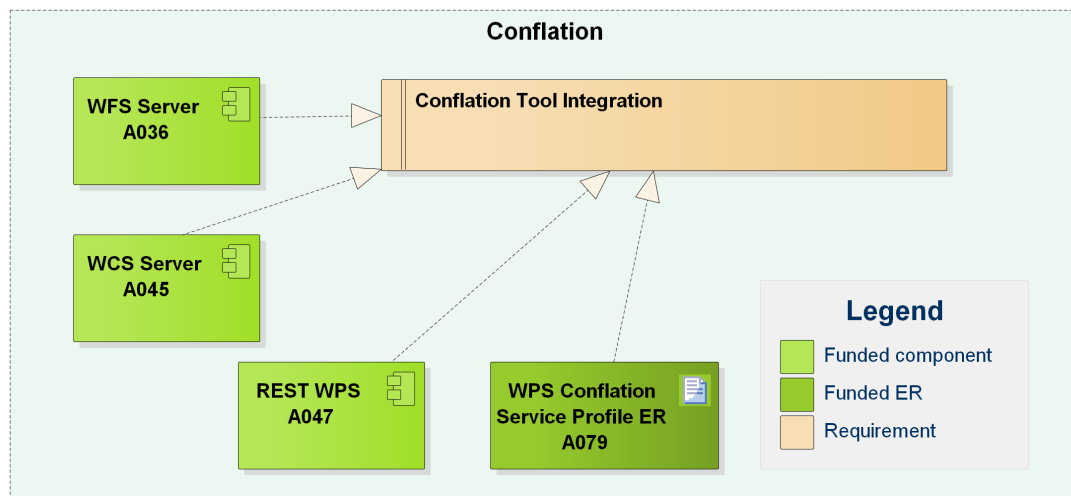 Conflation
WFS Server
A036
Conflation Tool Integration
WCS Server
A045
REST WPS
A047
WPS Conflation
Service Profile ER
A079
Legend
Funded component
Funded ER
Requirement